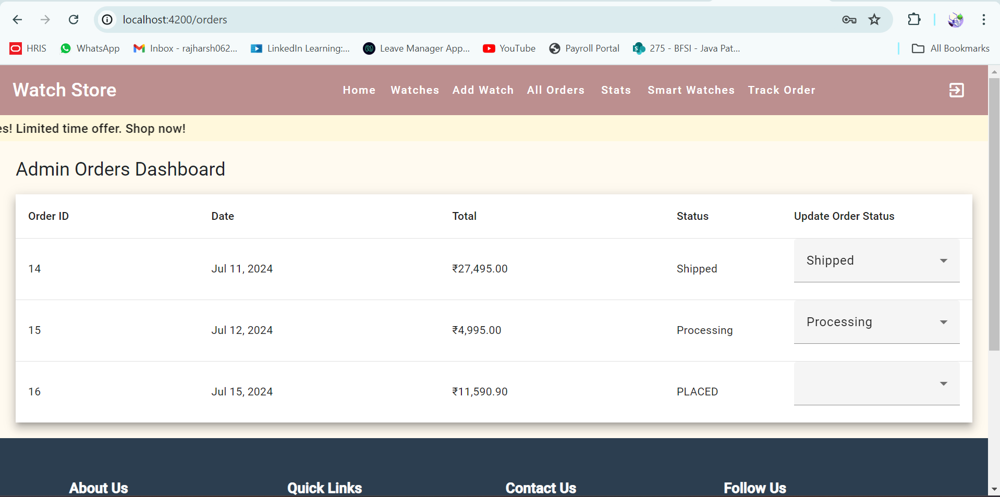 localhost:4200/orders
HRIS WhatsApp Inbox - rajharsh062... LinkedIn Learning:... Leave Manager App... YouTube Payroll Portal 275 - BFSI - Java Pat... All Bookmarks
Watch Store Home Watches Add Watch All Orders Stats Smart Watches Track Order
es! Limited time offer. Shop now!
Admin Orders Dashboard
Order ID Date Total Status Update Order Status
14 Jul 11, 2024 ₹27,495.00 Shipped Shipped
15 Jul 12, 2024 ₹4,995.00 Processing Processing
16 Jul 15, 2024 ₹11,590.90 PLACED
About Us Quick Links Contact Us Follow Us